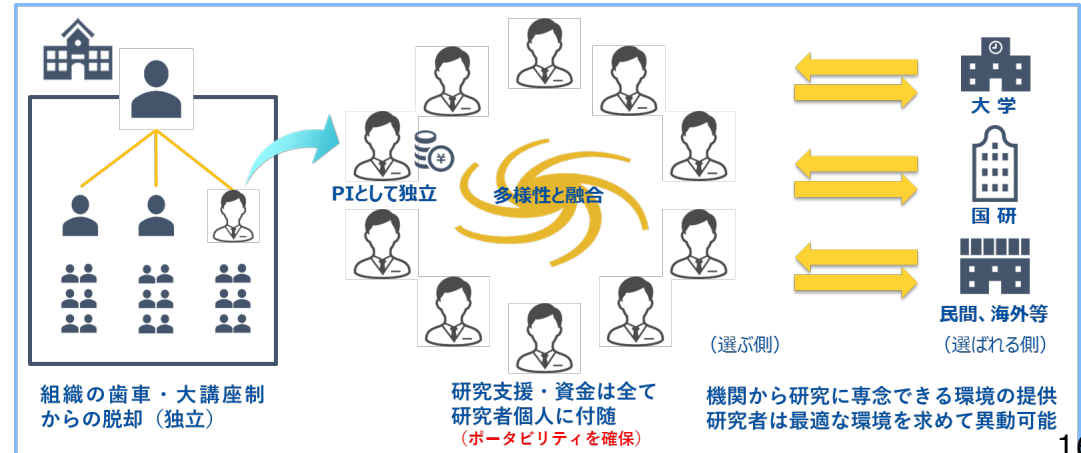 大 学
PIとして独立
多様性と融合
¥
国 研
民間、海外等
（選ぶ側）
（選ばれる側）
組織の歯車・大講座制
からの脱却（独立）
研究支援・資金は全て
研究者個人に付随
（ポータビリティを確保）
機関から研究に専念できる環境の提供
研究者は最適な環境を求めて異動可能